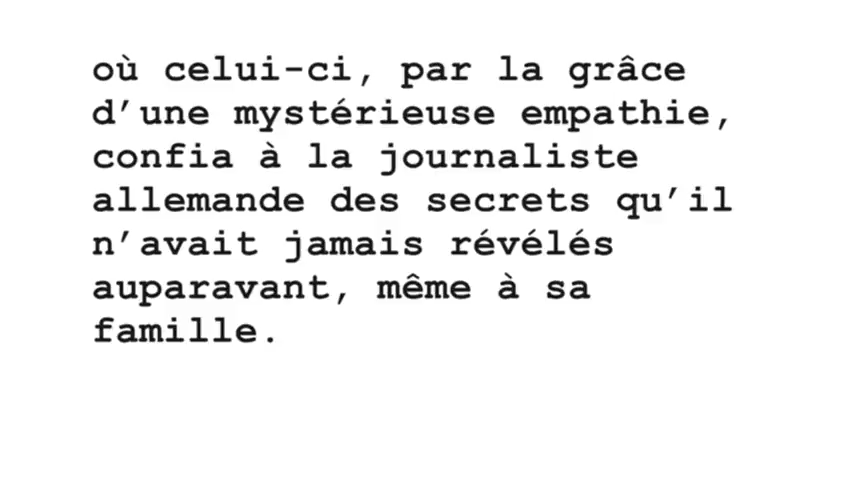 où celui-ci, par la grâce
d’une mystérieuse empathie,
confia à la journaliste
allemande des secrets qu’il
n’avait jamais révélés
auparavant, même à sa
famille.